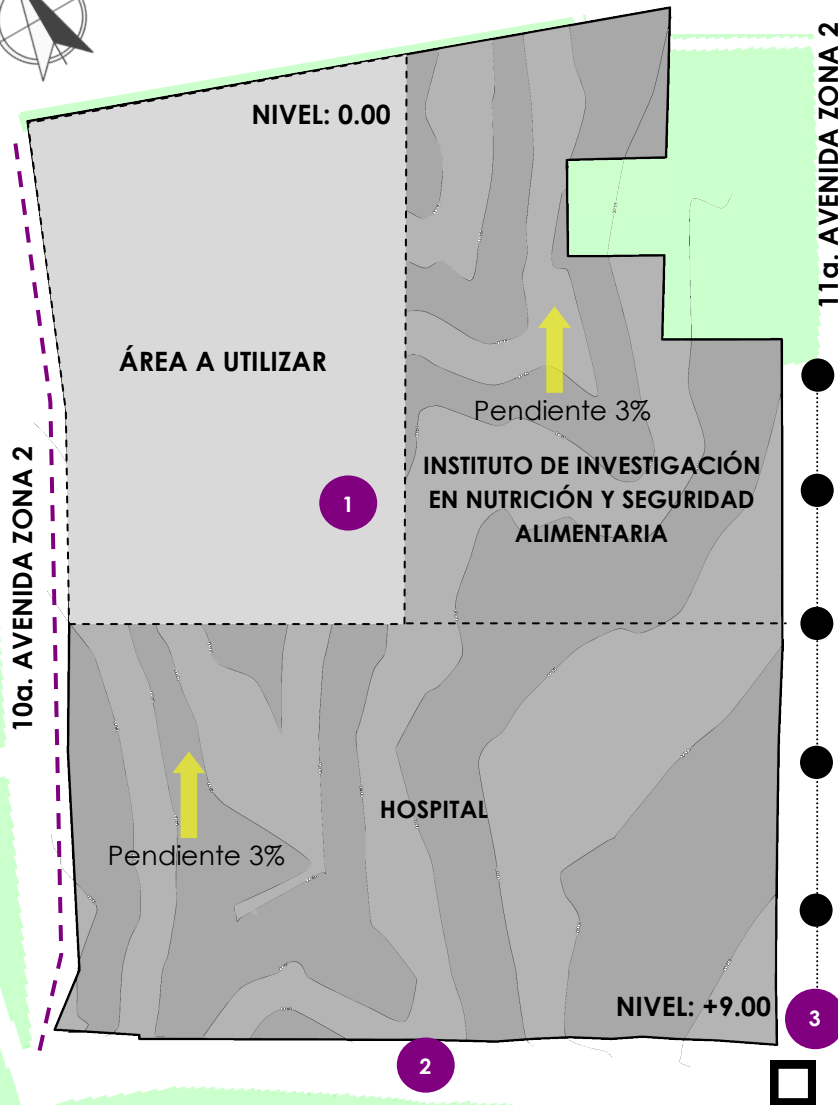 NIVEL: 0.00
11a. AVENIDA ZONA 2
ÁREA A UTILIZAR
Pendiente 3%
INSTITUTO DE INVESTIGACIÓN
EN NUTRICIÓN Y SEGURIDAD
ALIMENTARIA
1
10a. AVENIDA ZONA 2
HOSPITAL
Pendiente 3%
NIVEL: +9.00
3
2